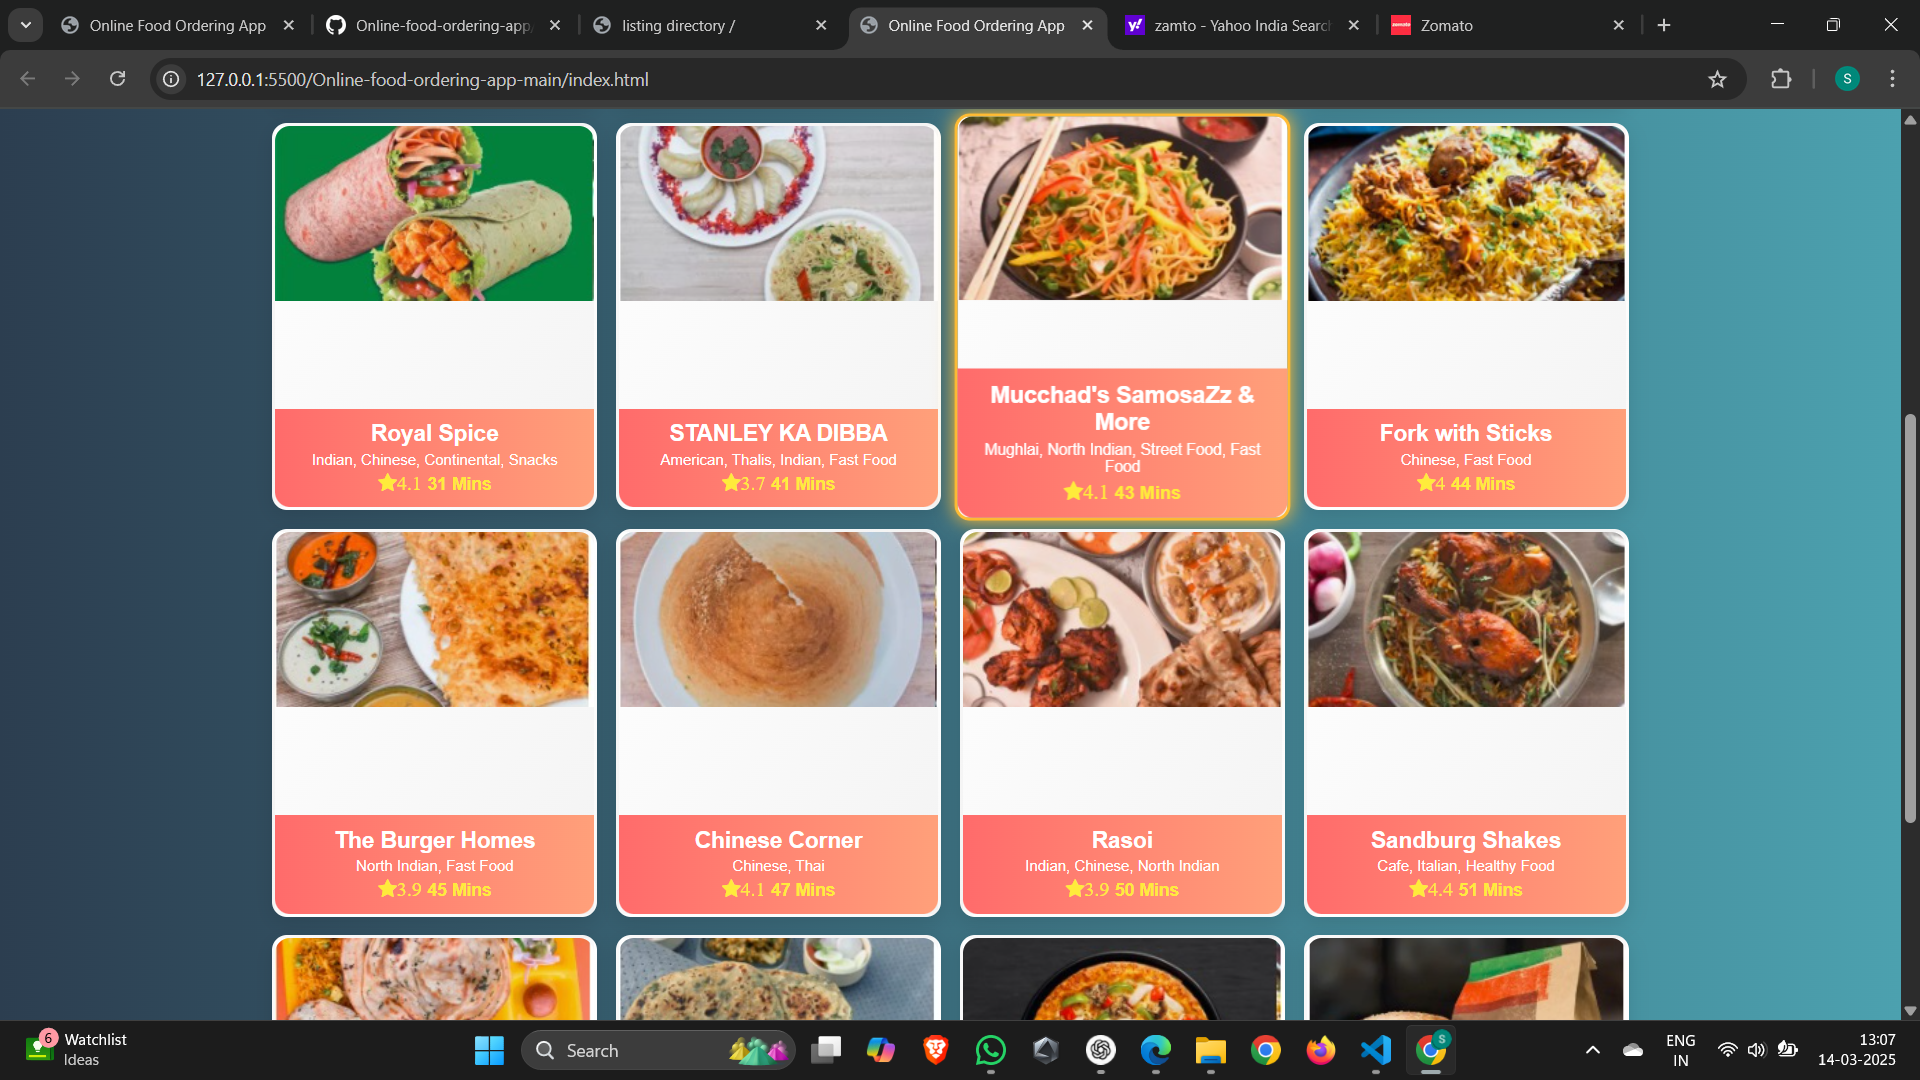 Online Food Ordering App
Online-food-ordering-app
listing directory /
Online Food Ordering App
zamto - Yahoo India Searc
Zomato
127.0.0.1:5500/Online-food-ordering-app-main/index.html
S
Royal Spice
Indian, Chinese, Continental, Snacks
4.1 31 Mins
STANLEY KA DIBBA
American, Thalis, Indian, Fast Food
3.7 41 Mins
Mucchad's SamosaZz &
More
Mughlai, North Indian, Street Food, Fast
Food
4.1 43 Mins
Fork with Sticks
Chinese, Fast Food
4 44 Mins
The Burger Homes
North Indian, Fast Food
3.9 45 Mins
Chinese Corner
Chinese, Thai
4.1 47 Mins
Rasoi
Indian, Chinese, North Indian
3.9 50 Mins
Sandburg Shakes
Cafe, Italian, Healthy Food
4.4 51 Mins
6
Watchlist
Ideas
Search
S
ENG
IN
13:07
14-03-2025